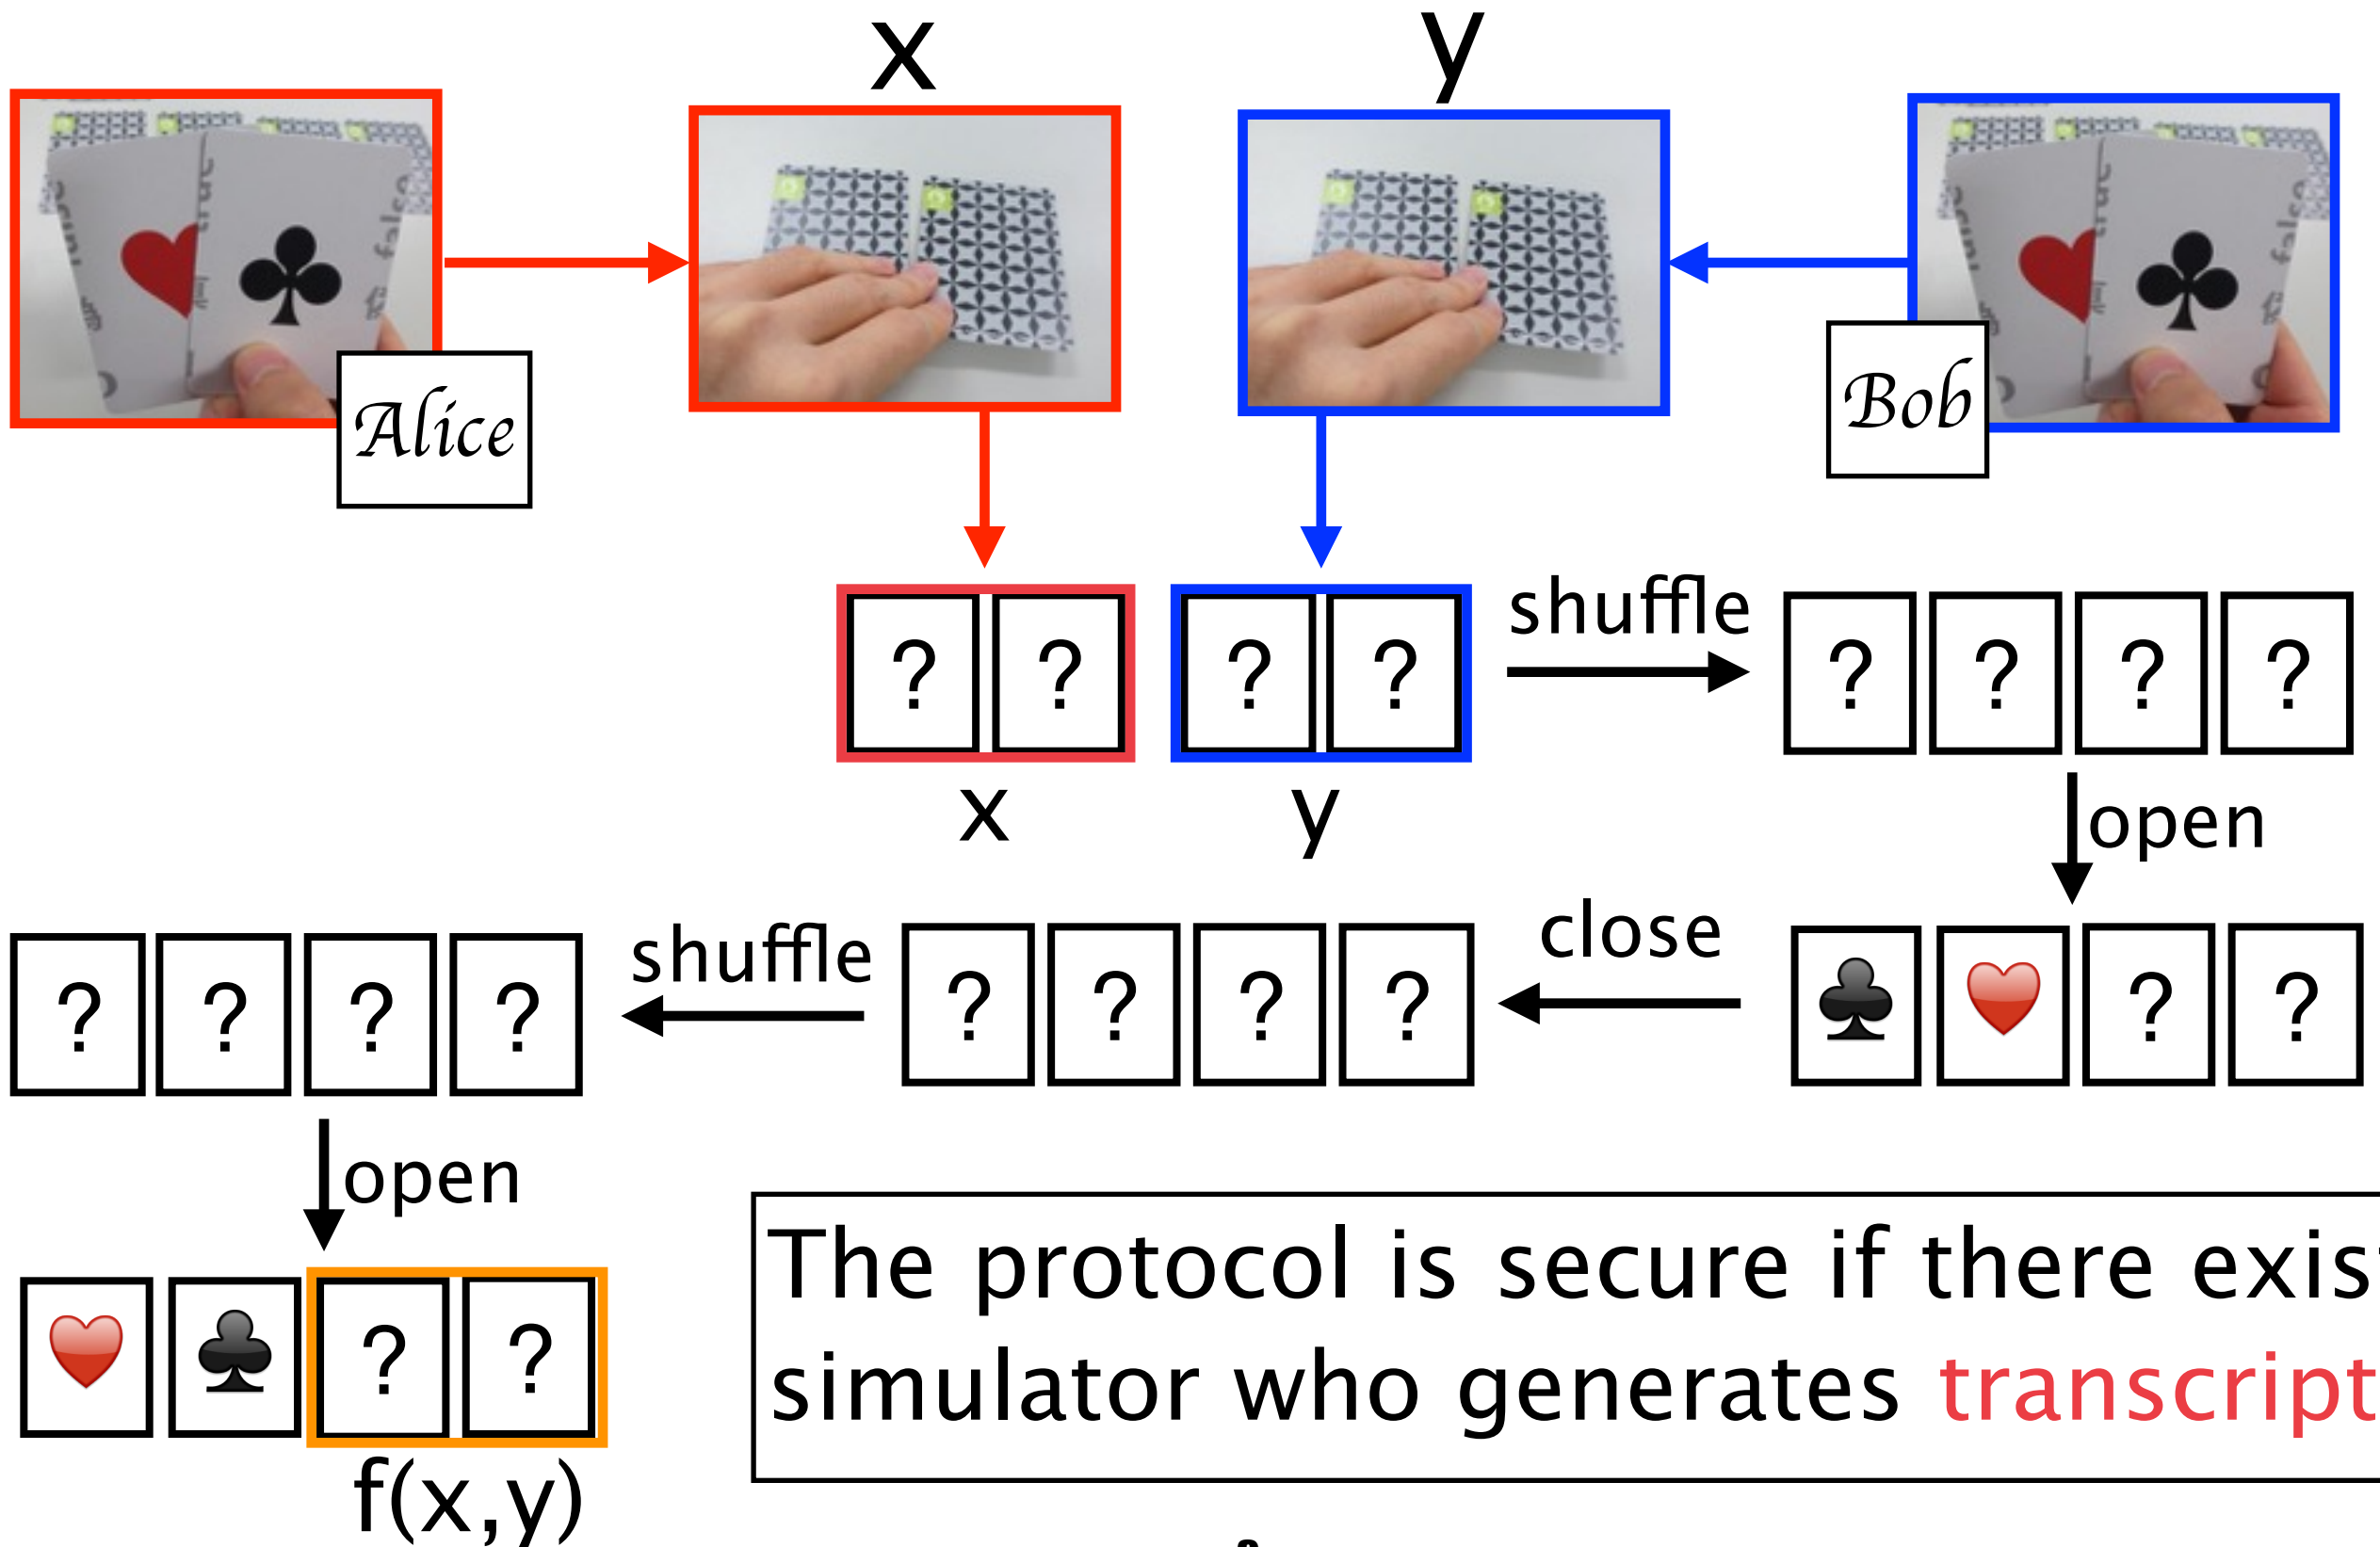 x
y
Alice
Bob
? ? ? ?
shuffle
? ? ? ?
x
y
open
? ?
close
? ? ? ?
shuffle
? ? ? ?
open
? ?
f(x,y)
The protocol is secure if there exis
simulator who generates transcript